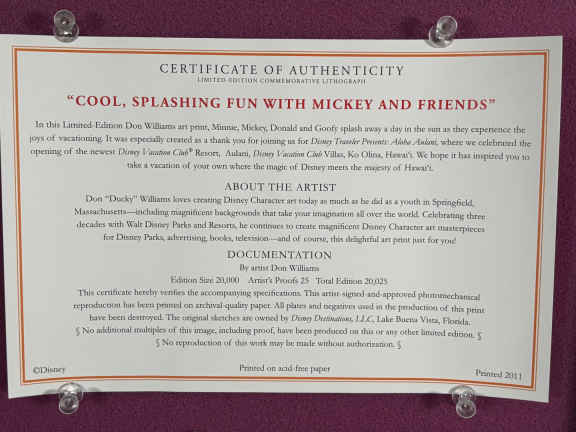 CERTIFICATE OF AUTHENTICITY
LIMITED-EDITION COMMEMORATIVE LITHOGRAPH
"COOL, SPLASHING FUN WITH MICKEY AND FRIENDS"
In this Limited-Edition Don Williams art print, Minnie, Mickey, Donald and Goofy splash away a day in the sun as they experience the
joys of vacationing. It was especially created as a thank you for joining us for Disney Traveler Presents: Aloha Aulani, where we celebrated the
opening of the newest Disney Vacation Club® Resort, Aulani, Disney Vacation Club Villas, Ko Olina, Hawai'i. We hope it has inspired you to
take a vacation of your own where the magic of Disney meets the majesty of Hawai'i.
ABOUT THE ARTIST
Don "Ducky" Williams loves creating Disney Character art today as much as he did as a youth in Springfield,
Massachusetts—including magnificent backgrounds that take your imagination all over the world. Celebrating three
decades with Walt Disney Parks and Resorts, he continues to create magnificent Disney Character art masterpieces
for Disney Parks, advertising, books, television—and of course, this delightful art print just for you!
DOCUMENTATION
By artist Don Williams
Edition Size 20,000 Artist's Proofs 25 Total Edition 20,025
This certificate hereby verifies the accompanying specifications. This artist-signed-and-approved photomechanical
reproduction has been printed on archival-quality paper. All plates and negatives used in the production of this print
have been destroyed. The original sketches are owned by Disney Destinations, LLC, Lake Buena Vista, Florida.
§ No additional multiples of this image, including proof, have been produced on this or any other limited edition. §
§ No reproduction of this work may be made without authorization. §
©Disney
Printed on acid-free paper
Printed 2011